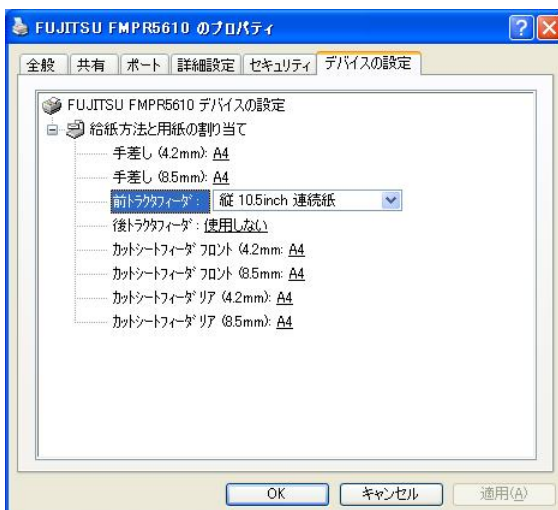 FUJITSU FMPR5610 のプロパティ
全般 共有 ポート 詳細設定 セキュリティ デバイスの設定
FUJITSU FMPR5610 デバイスの設定
給紙方法と用紙の割り当て
手差し (4.2mm): A4
手差し (8.5mm): A4
前トラクタフィーダ: 縦 10.5inch 連続紙
後トラクタフィーダ: 使用しない
カットシートフィーダ フロント (4.2mm: A4
カットシートフィーダ フロント (8.5mm: A4
カットシートフィーダ リア (4.2mm): A4
カットシートフィーダ リア (8.5mm): A4
OK キャンセル 適用(A)